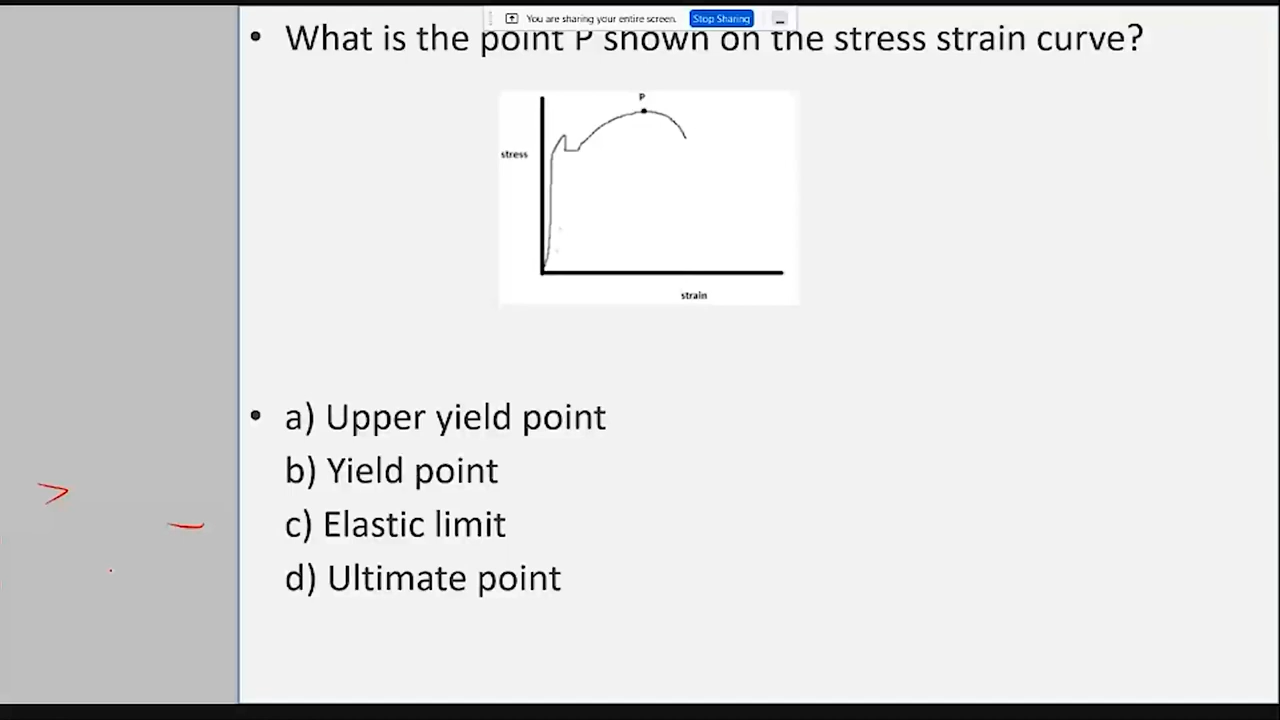 You are sharing your entire screen. Stop Sharing
• What is the point P shown on the stress strain curve?
P
stress
strain
• a) Upper yield point
b) Yield point
c) Elastic limit
d) Ultimate point